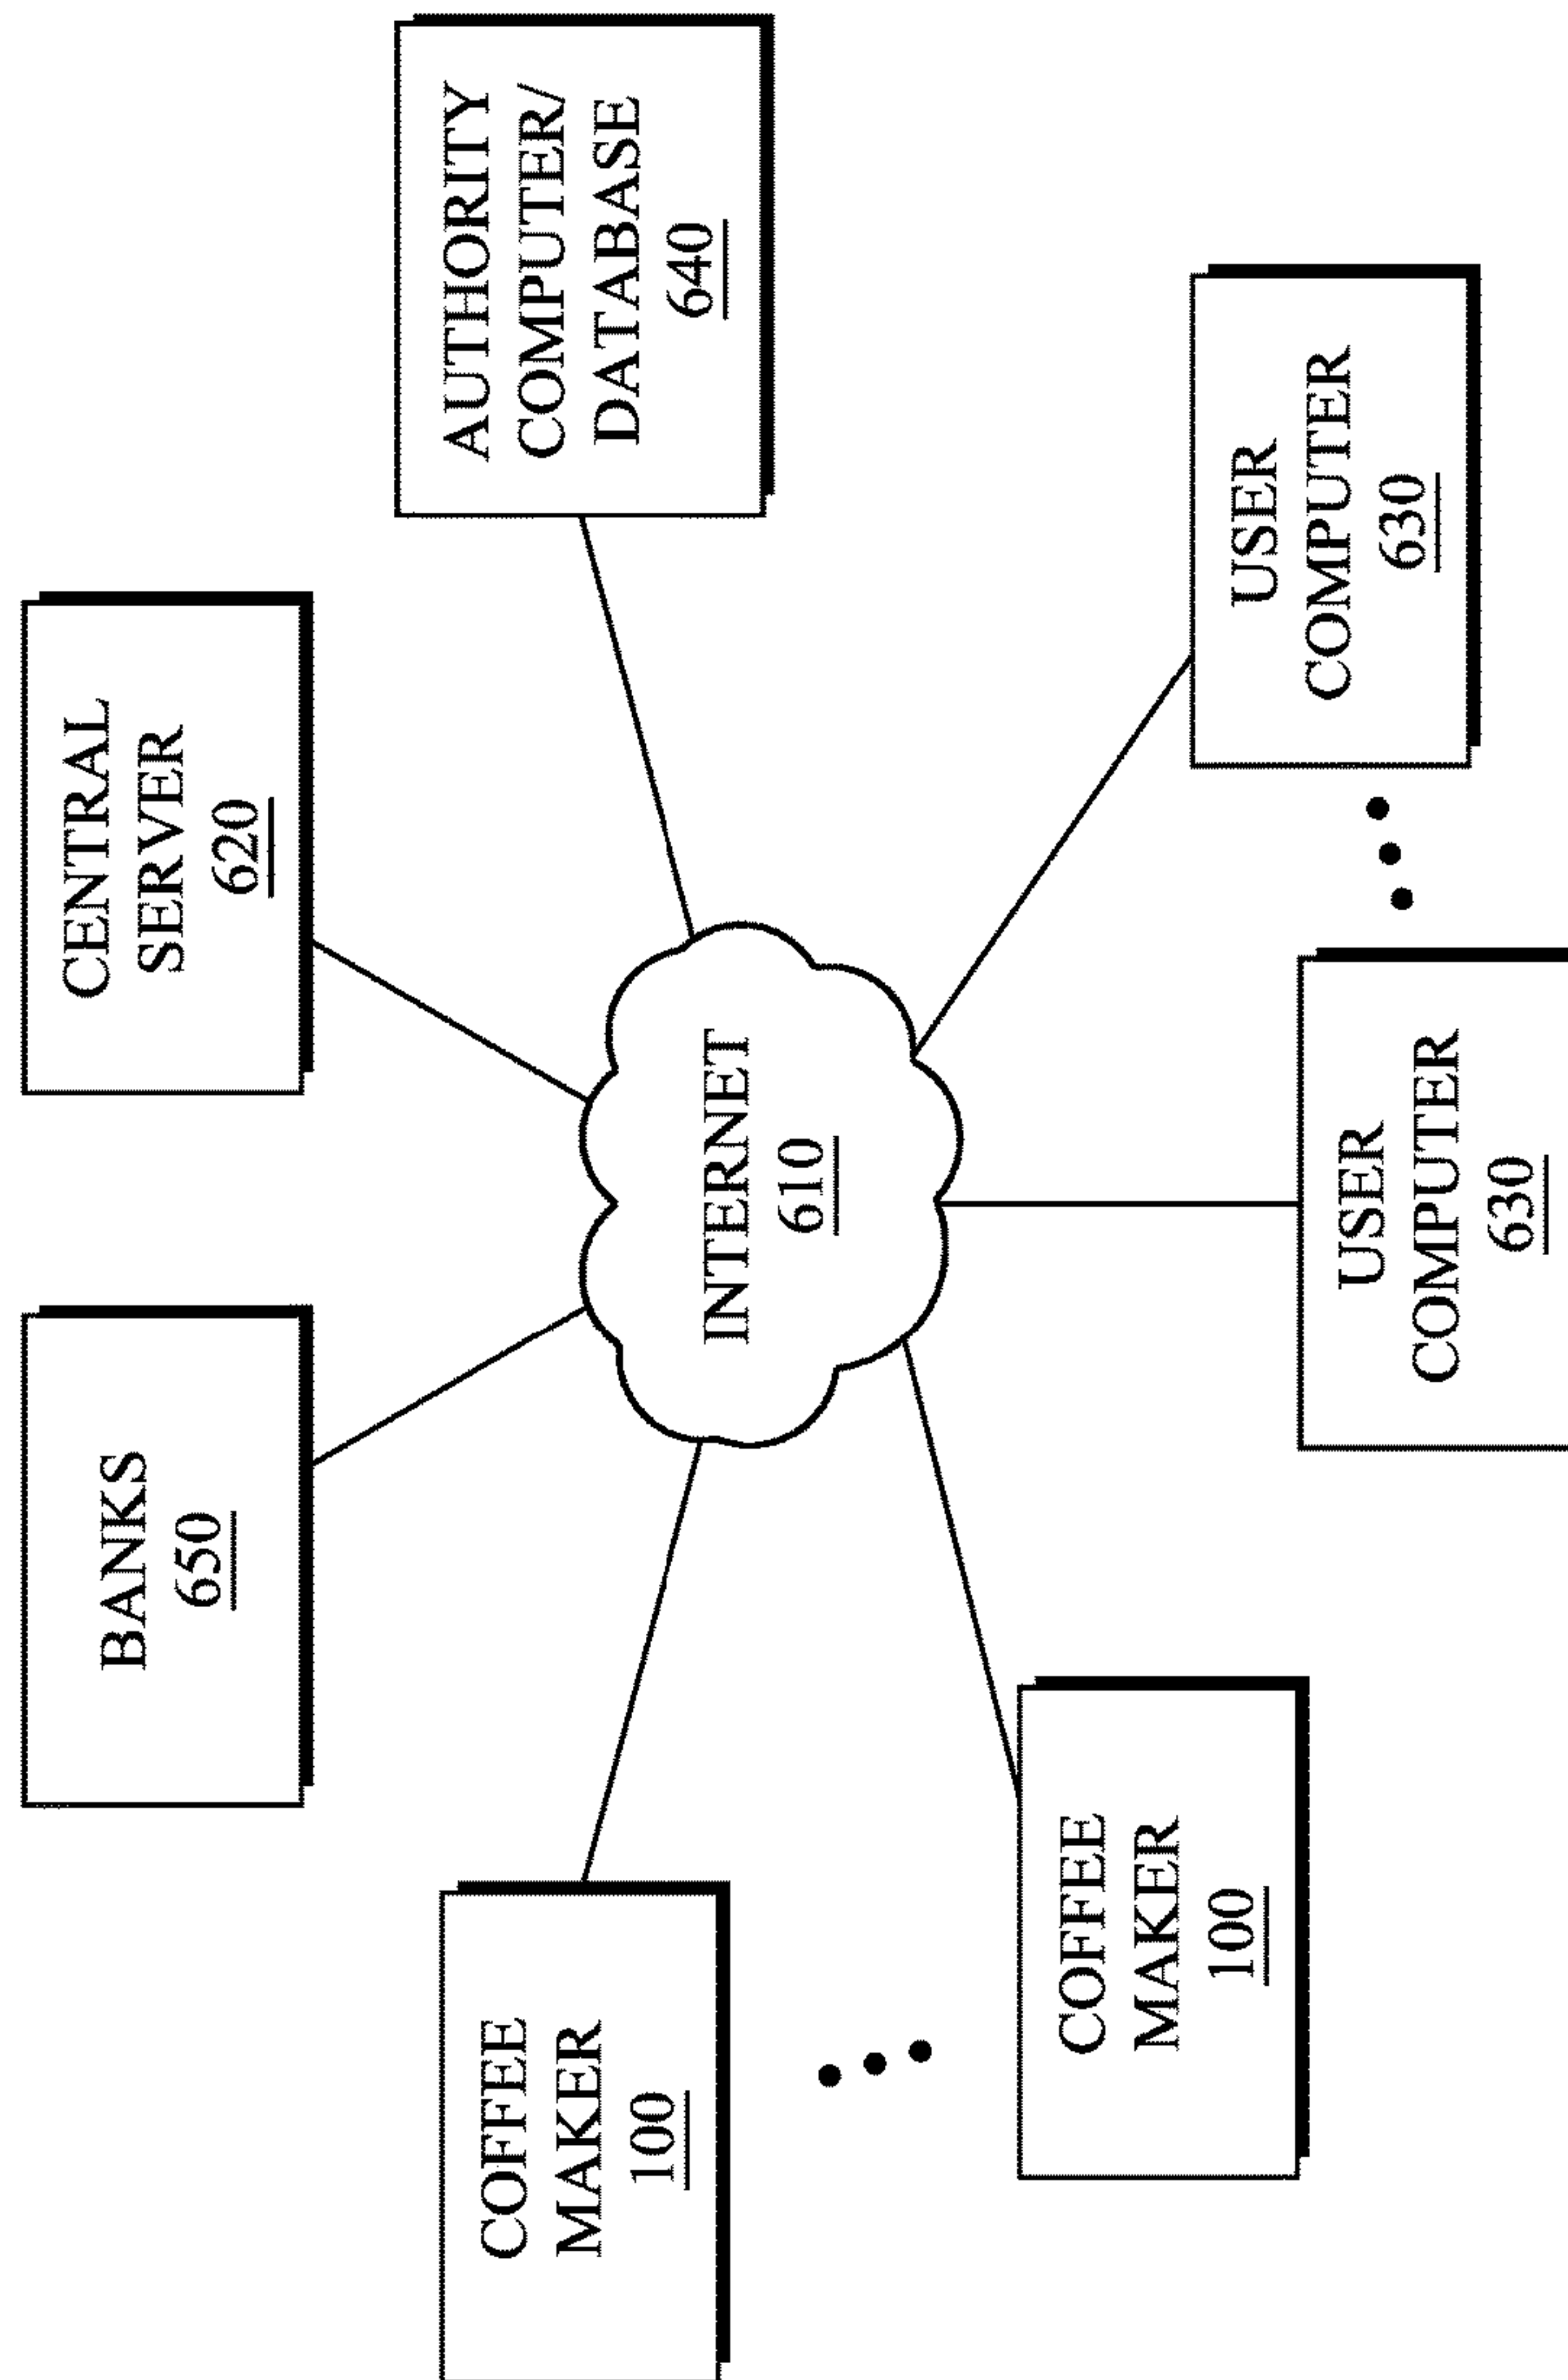 BANKS
650
CENTRAL
SERVER
620
COFFEE
MAKER
100
AUTHORITY
COMPUTER/
DATABASE
640
INTERNET
610
COFFEE
MAKER
100
USER
COMPUTER
630
USER
COMPUTER
630